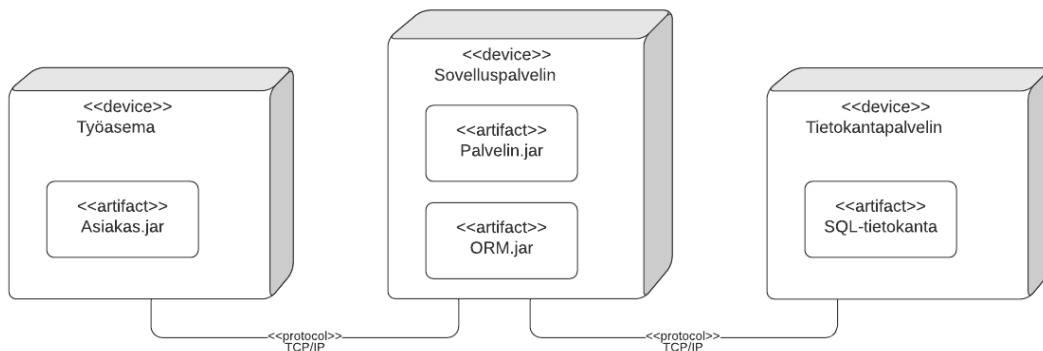 <<device>>
Työasema
<<artifact>>
Asiakas.jar
<<device>>
Sovelluspalvelin
<<artifact>>
Palvelin.jar
<<artifact>>
ORM.jar
<<device>>
Tietokantapalvelin
<<artifact>>
SQL-tietokanta
<<protocol>>
TCP/IP
<<protocol>>
TCP/IP